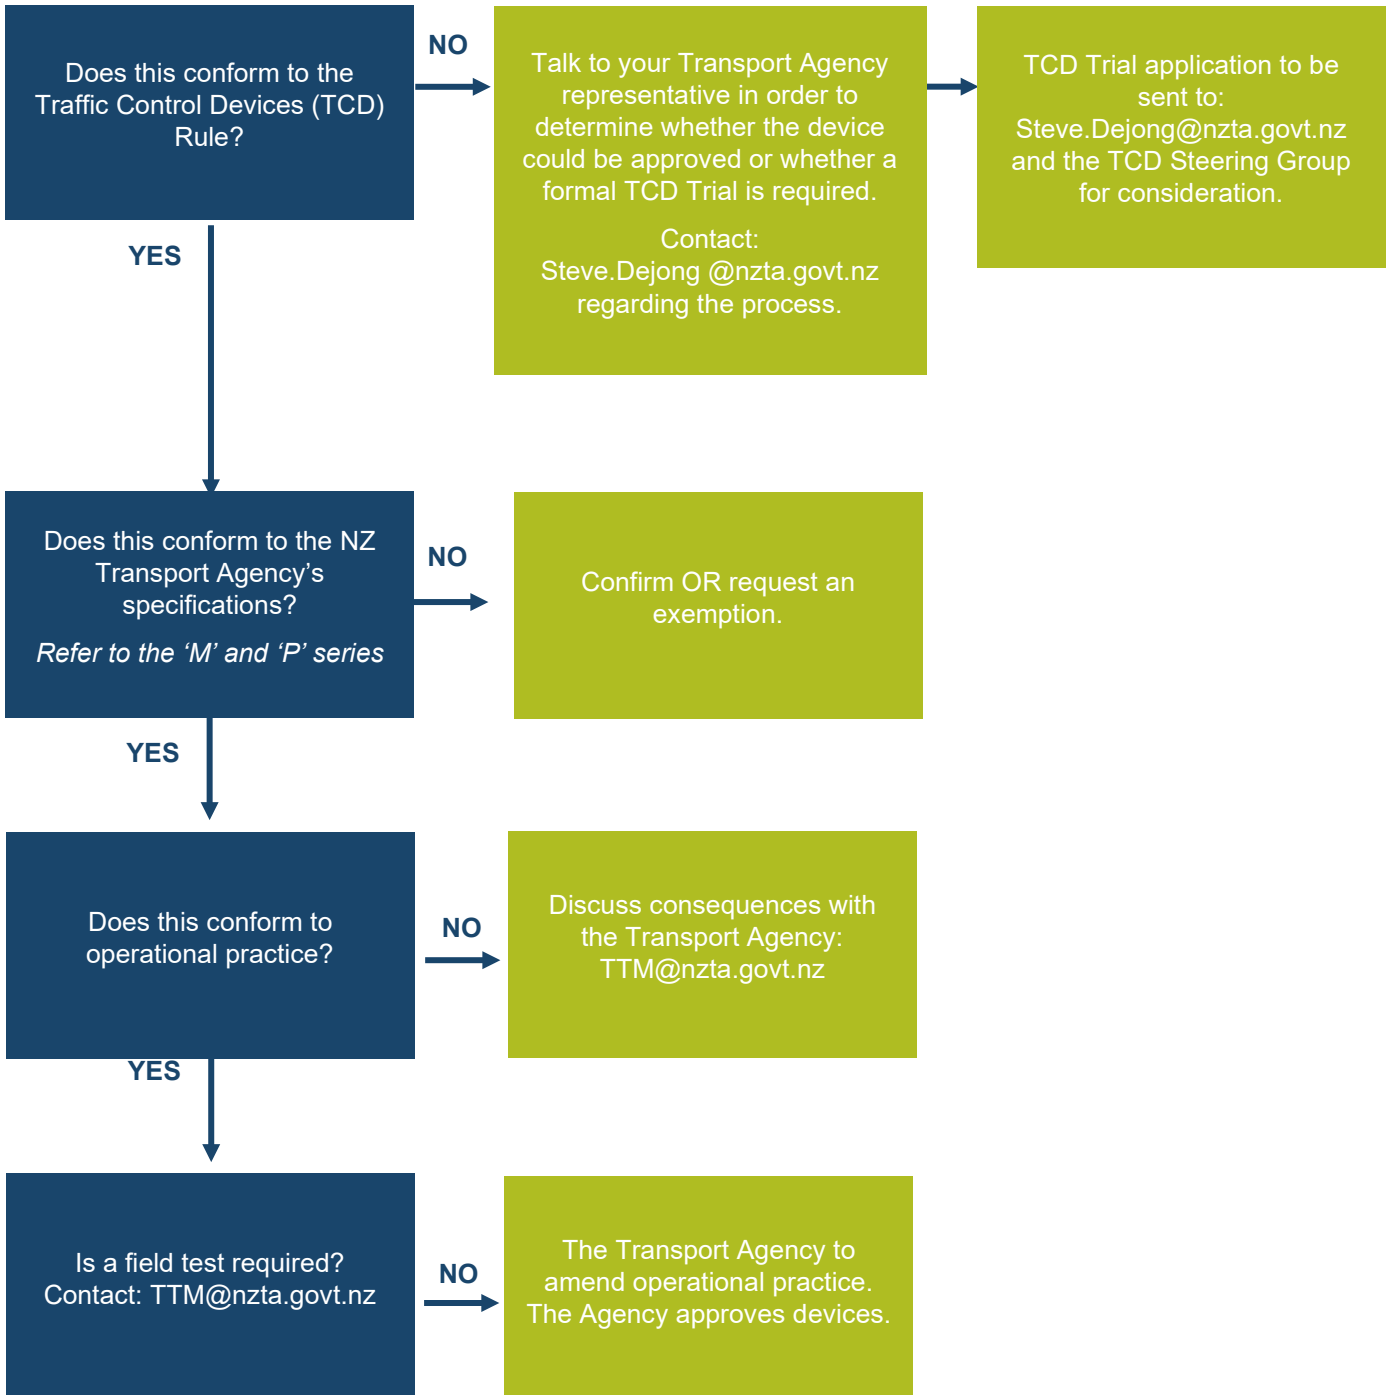 Does this conform to the
Traffic Control Devices (TCD)
Rule?
NO
Talk to your Transport Agency
representative in order to
determine whether the device
could be approved or whether a
formal TCD Trial is required.
Contact:
Steve.Dejong @nzta.govt.nz
regarding the process.
TCD Trial application to be
sent to:
Steve.Dejong@nzta.govt.nz
and the TCD Steering Group
for consideration.
YES
Does this conform to the NZ
Transport Agency’s
specifications?
Refer to the ‘M’ and ‘P’ series
NO
Confirm OR request an
exemption.
YES
Does this conform to
operational practice?
NO
Discuss consequences with
the Transport Agency:
TTM@nzta.govt.nz
YES
Is a field test required?
Contact: TTM@nzta.govt.nz
NO
The Transport Agency to
amend operational practice.
The Agency approves devices.